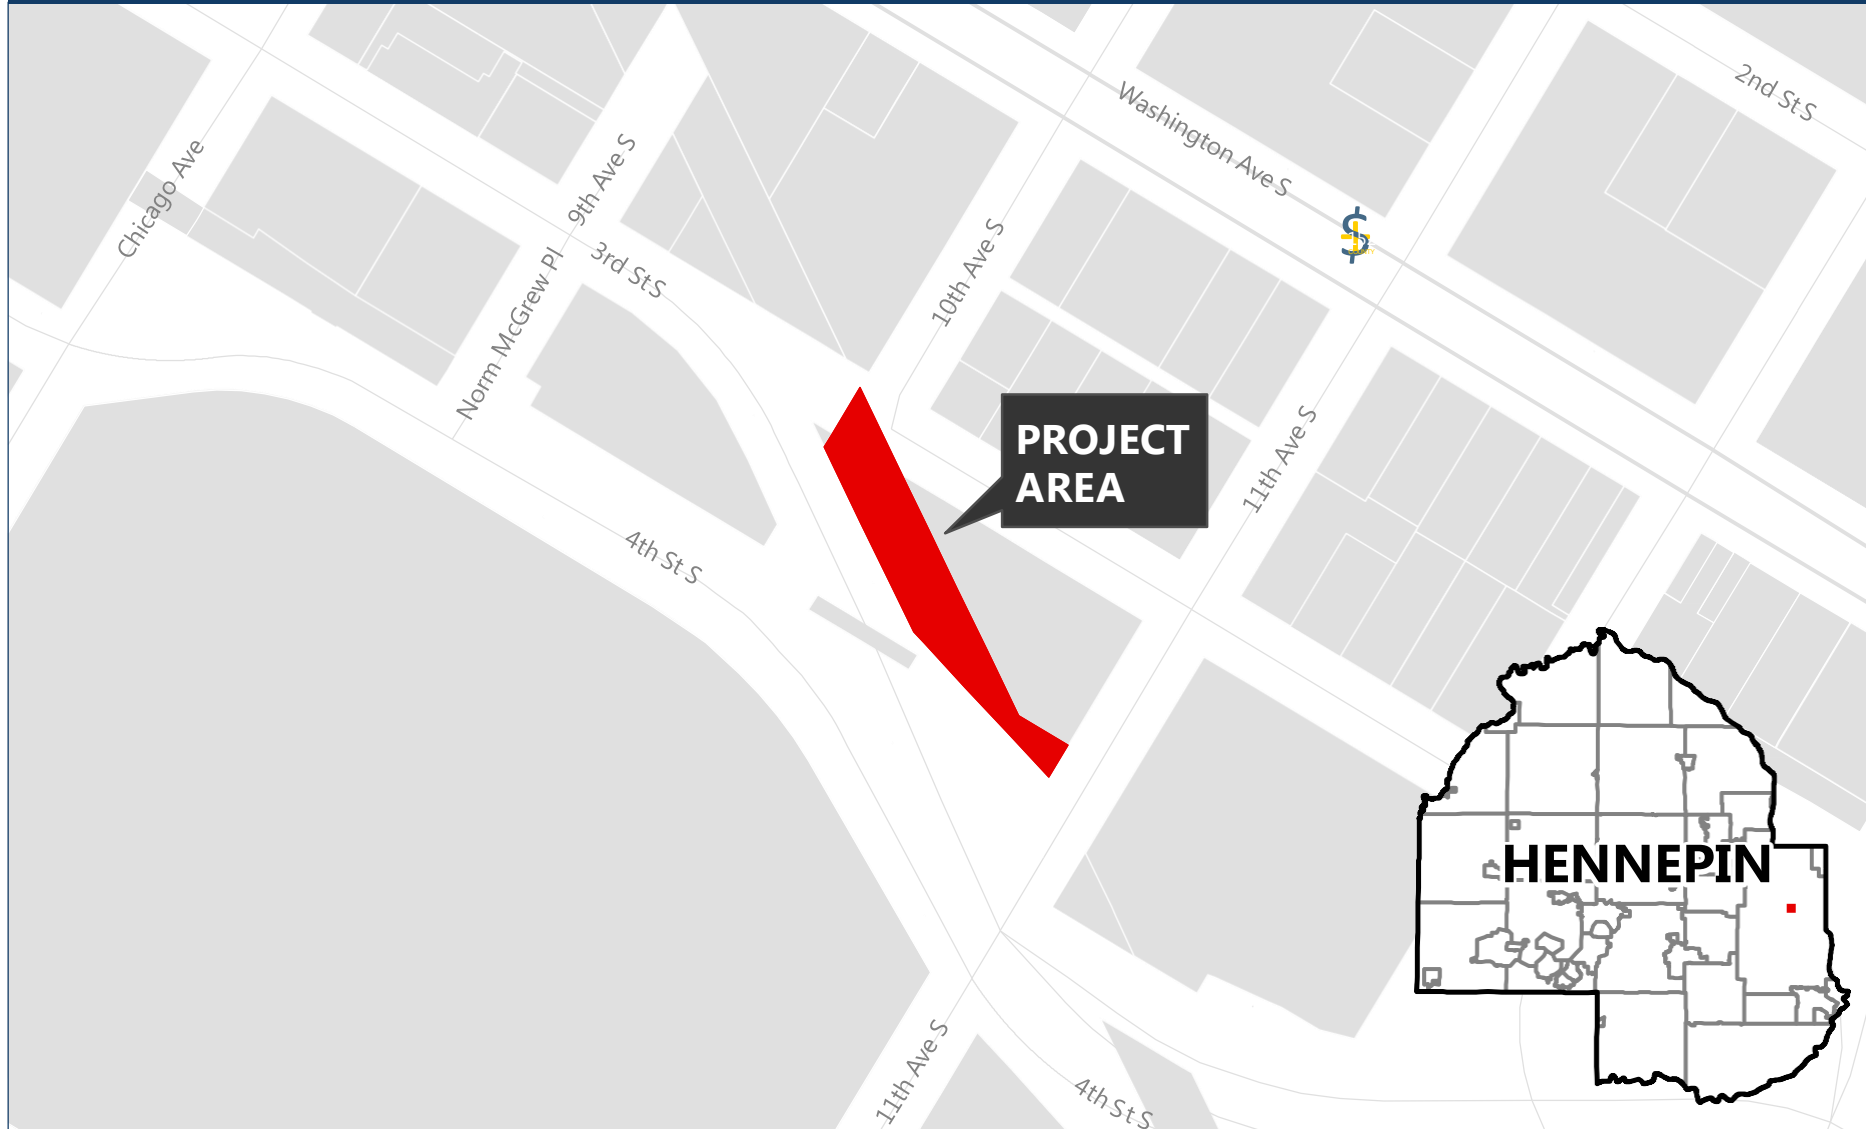 2nd St S
Washington Ave S
Chicago Ave
9th Ave S
3rd St S
10th Ave S
Norm McGrew Pl
$
PROJECT
AREA
11th Ave S
4th St S
HENNEPIN
11th Ave S
4th St S